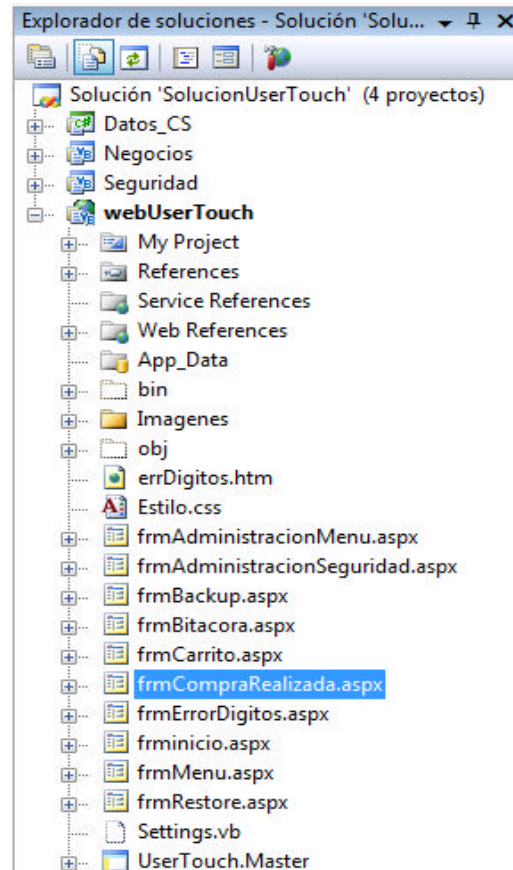 Explorador de soluciones - Solución 'Solu...
Solución 'SolucionUserTouch' (4 proyectos)
Datos_CS
Negocios
Seguridad
webUserTouch
My Project
References
Service References
Web References
App_Data
bin
Imagenes
obj
errDigitos.htm
Estilo.css
frmAdministracionMenu.aspx
frmAdministracionSeguridad.aspx
frmBackup.aspx
frmBitacora.aspx
frmCarrito.aspx
frmCompraRealizada.aspx
frmErrorDigitos.aspx
frminicio.aspx
frmMenu.aspx
frmRestore.aspx
Settings.vb
UserTouch.Master